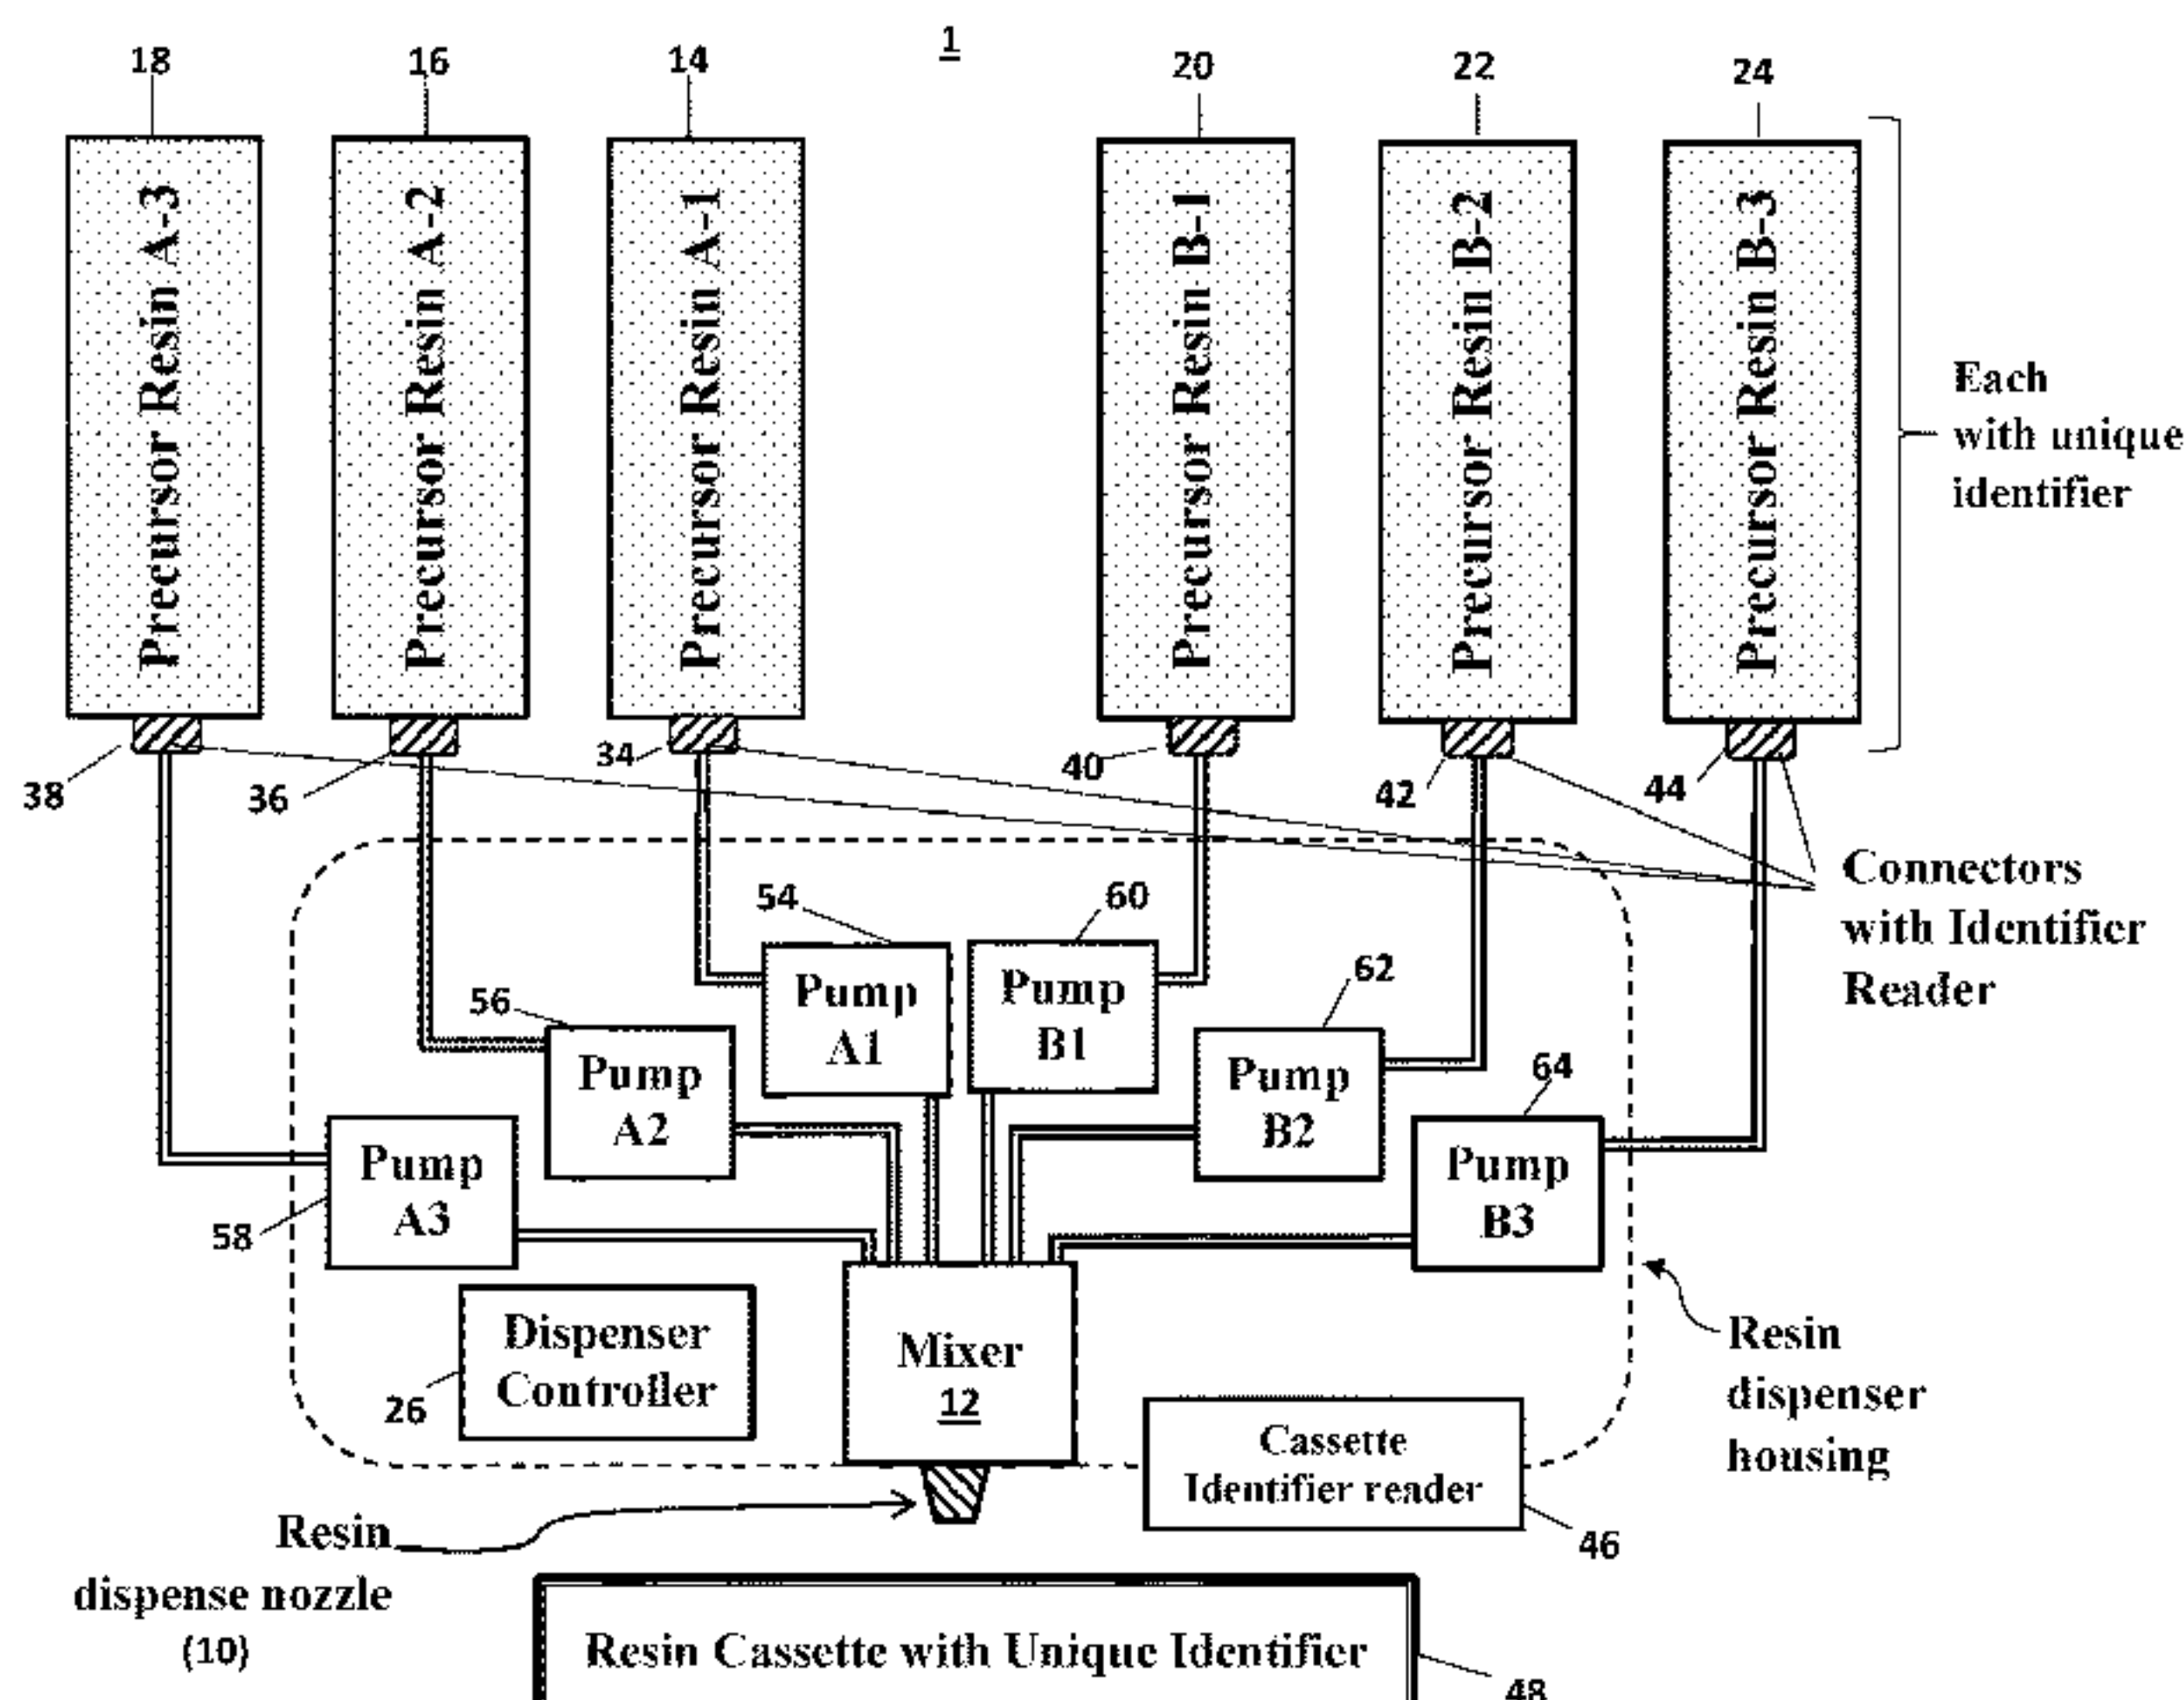 1
18
16
14
20
22
24
Precursor Resin A-3
Precursor Resin A-2
Precursor Resin A-1
Precursor Resin B-1
Precursor Resin B-2
Precursor Resin B-3
Each
with unique
identifier
38
36
34
40
42
44
Connectors
with Identifier
Reader
54
Pump
A1
60
Pump
B1
56
Pump
A2
62
Pump
B2
58
Pump
A3
64
Pump
B3
Dispenser
Controller
26
Mixer
12
Cassette
Identifier reader
46
Resin
dispenser
housing
Resin
dispense nozzle
(10)
Resin Cassette with Unique Identifier
48